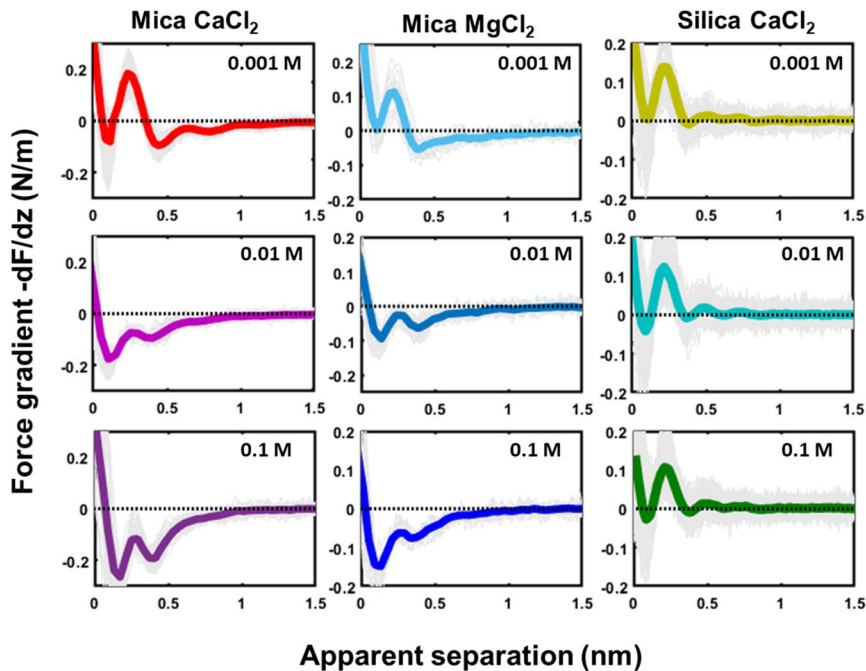 Mica CaCl₂ Mica MgCl₂ Silica CaCl₂
0.2 0 -0.2 0.001 M 0 0.5 1 1.5
0.2 0.1 0 -0.1 -0.2 0.001 M 0 0.5 1 1.5
0.2 0.1 0 -0.1 -0.2 0.001 M 0 0.5 1 1.5
0.2 0 -0.2 0.01 M 0 0.5 1 1.5
0.2 0.1 0 -0.1 -0.2 0.01 M 0 0.5 1 1.5
0.2 0.1 0 -0.1 -0.2 0.01 M 0 0.5 1 1.5
0.2 0 -0.2 0.1 M 0 0.5 1 1.5
0.2 0.1 0 -0.1 -0.2 0.1 M 0 0.5 1 1.5
0.2 0.1 0 -0.1 -0.2 0.1 M 0 0.5 1 1.5
Force gradient -dF/dz (N/m)
Apparent separation (nm)